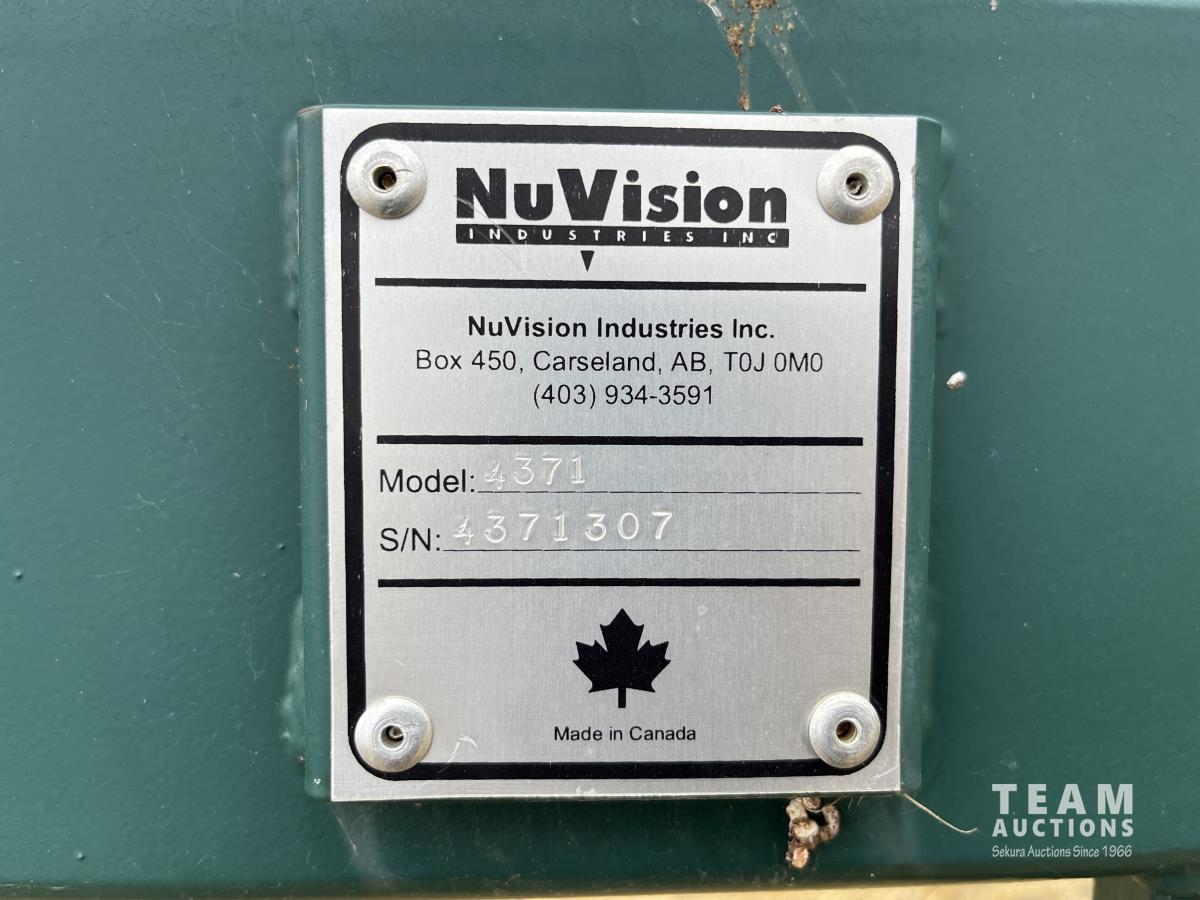 NuVision
INDUSTRIES INC
NuVision Industries Inc.
Box 450, Carseland, AB, T0J 0M0
(403) 934-3591
Model: 4371
S/N: 4371307
Made in Canada
TEAM
AUCTIONS
Sekura Auctions Since 1966